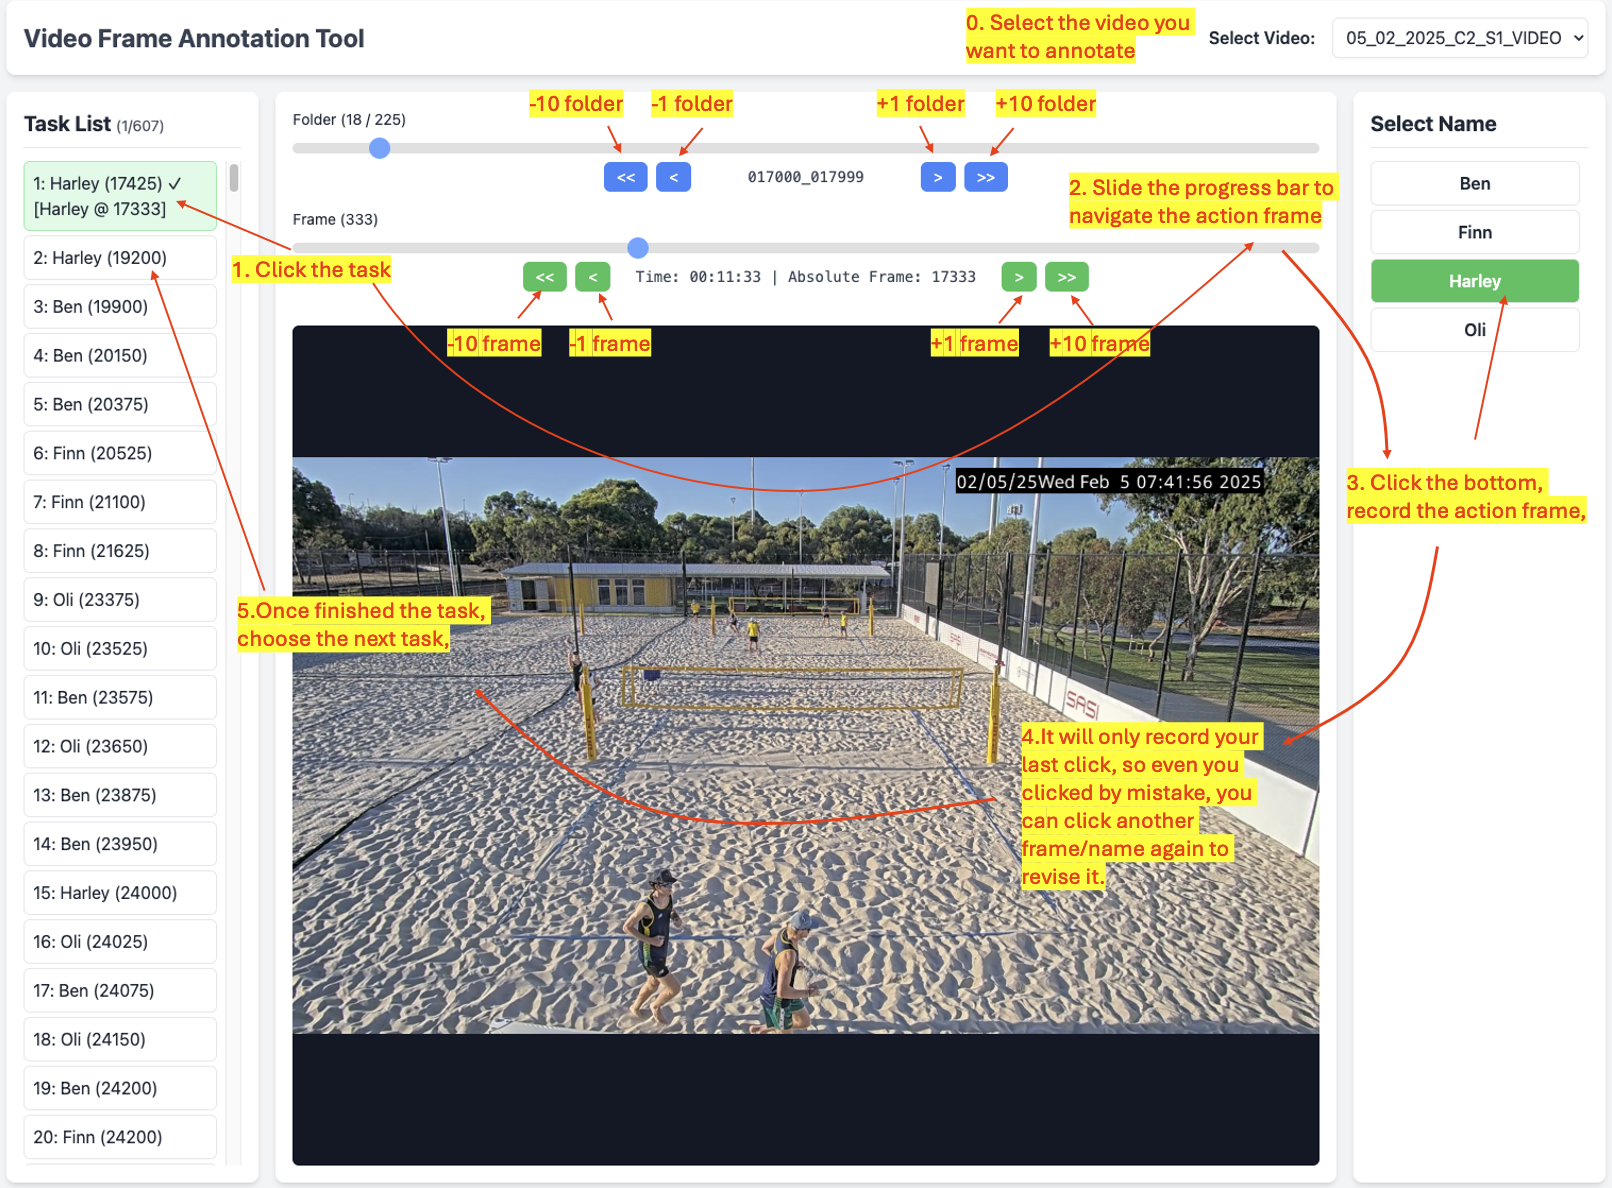 Video Frame Annotation Tool
0. Select the video you
want to annotate
Select Video:
05_02_2025_C2_S1_VIDEO
Task List (1/607)
1: Harley (17425) ✓
[Harley @ 17333]
2: Harley (19200)
3: Ben (19900)
4: Ben (20150)
5: Ben (20375)
6: Finn (20525)
7: Finn (21100)
8: Finn (21625)
9: Oli (23375)
10: Oli (23525)
11: Ben (23575)
12: Oli (23650)
13: Ben (23875)
14: Ben (23950)
15: Harley (24000)
16: Oli (24025)
17: Ben (24075)
18: Oli (24150)
19: Ben (24200)
20: Finn (24200)
1. Click the task
5.Once finished the task,
choose the next task,
-10 folder
-1 folder
+1 folder
+10 folder
Folder (18 / 225)
<<
<
017000_017999
>
>>
2. Slide the progress bar to
navigate the action frame
Frame (333)
<<
<
Time: 00:11:33 | Absolute Frame: 17333
>
>>
-10 frame
-1 frame
+1 frame
+10 frame
02/05/25Wed Feb 5 07:41:56 2025
SASI
SASI
4.It will only record your
last click, so even you
clicked by mistake, you
can click another
frame/name again to
revise it.
Select Name
Ben
Finn
Harley
Oli
3. Click the bottom,
record the action frame,